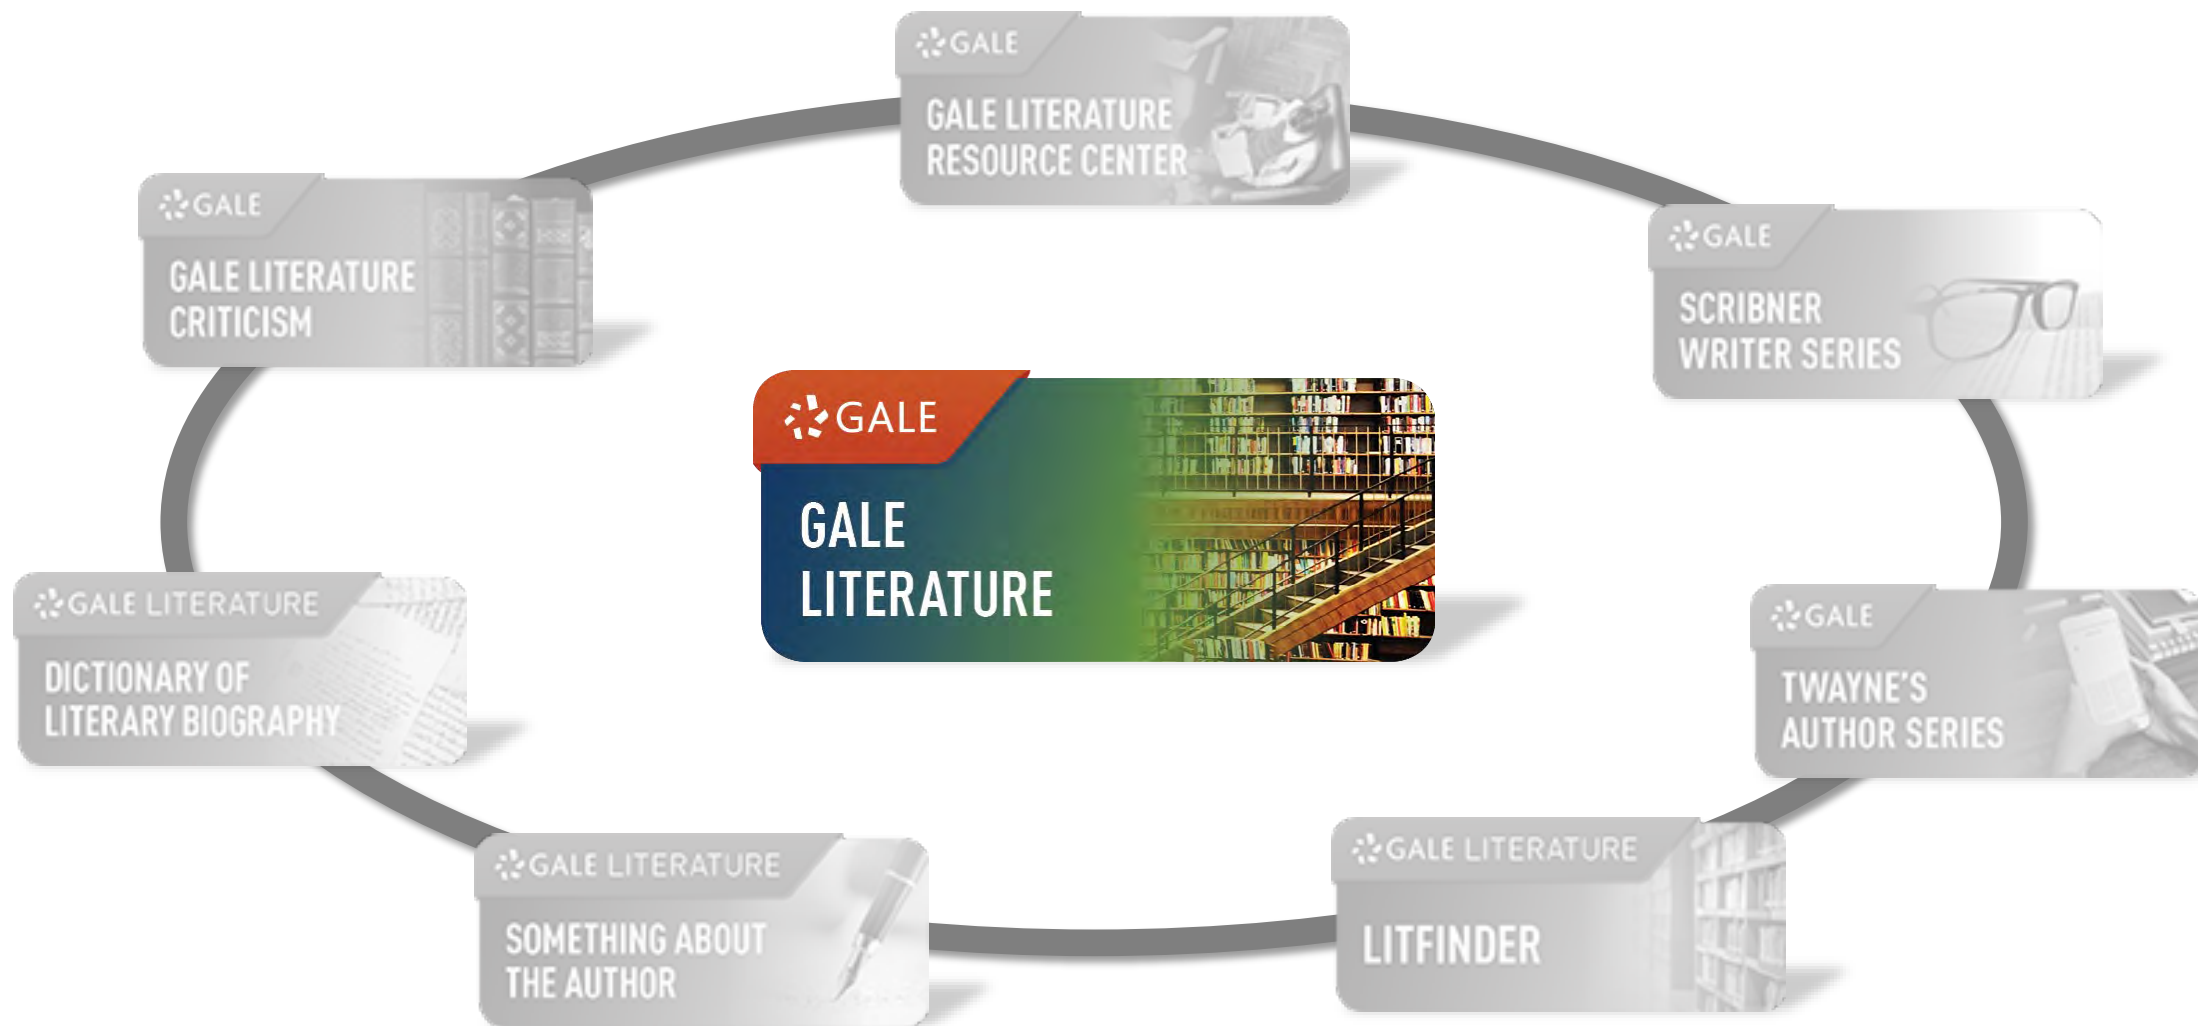 GALE
GALE LITERATURE
RESOURCE CENTER
GALE
GALE LITERATURE
CRITICISM
GALE
SCRIBNER
WRITER SERIES
GALE
GALE
LITERATURE
GALE LITERATURE
DICTIONARY OF
LITERARY BIOGRAPHY
GALE
TWAYNE'S
AUTHOR SERIES
GALE LITERATURE
SOMETHING ABOUT
THE AUTHOR
GALE LITERATURE
LITFINDER